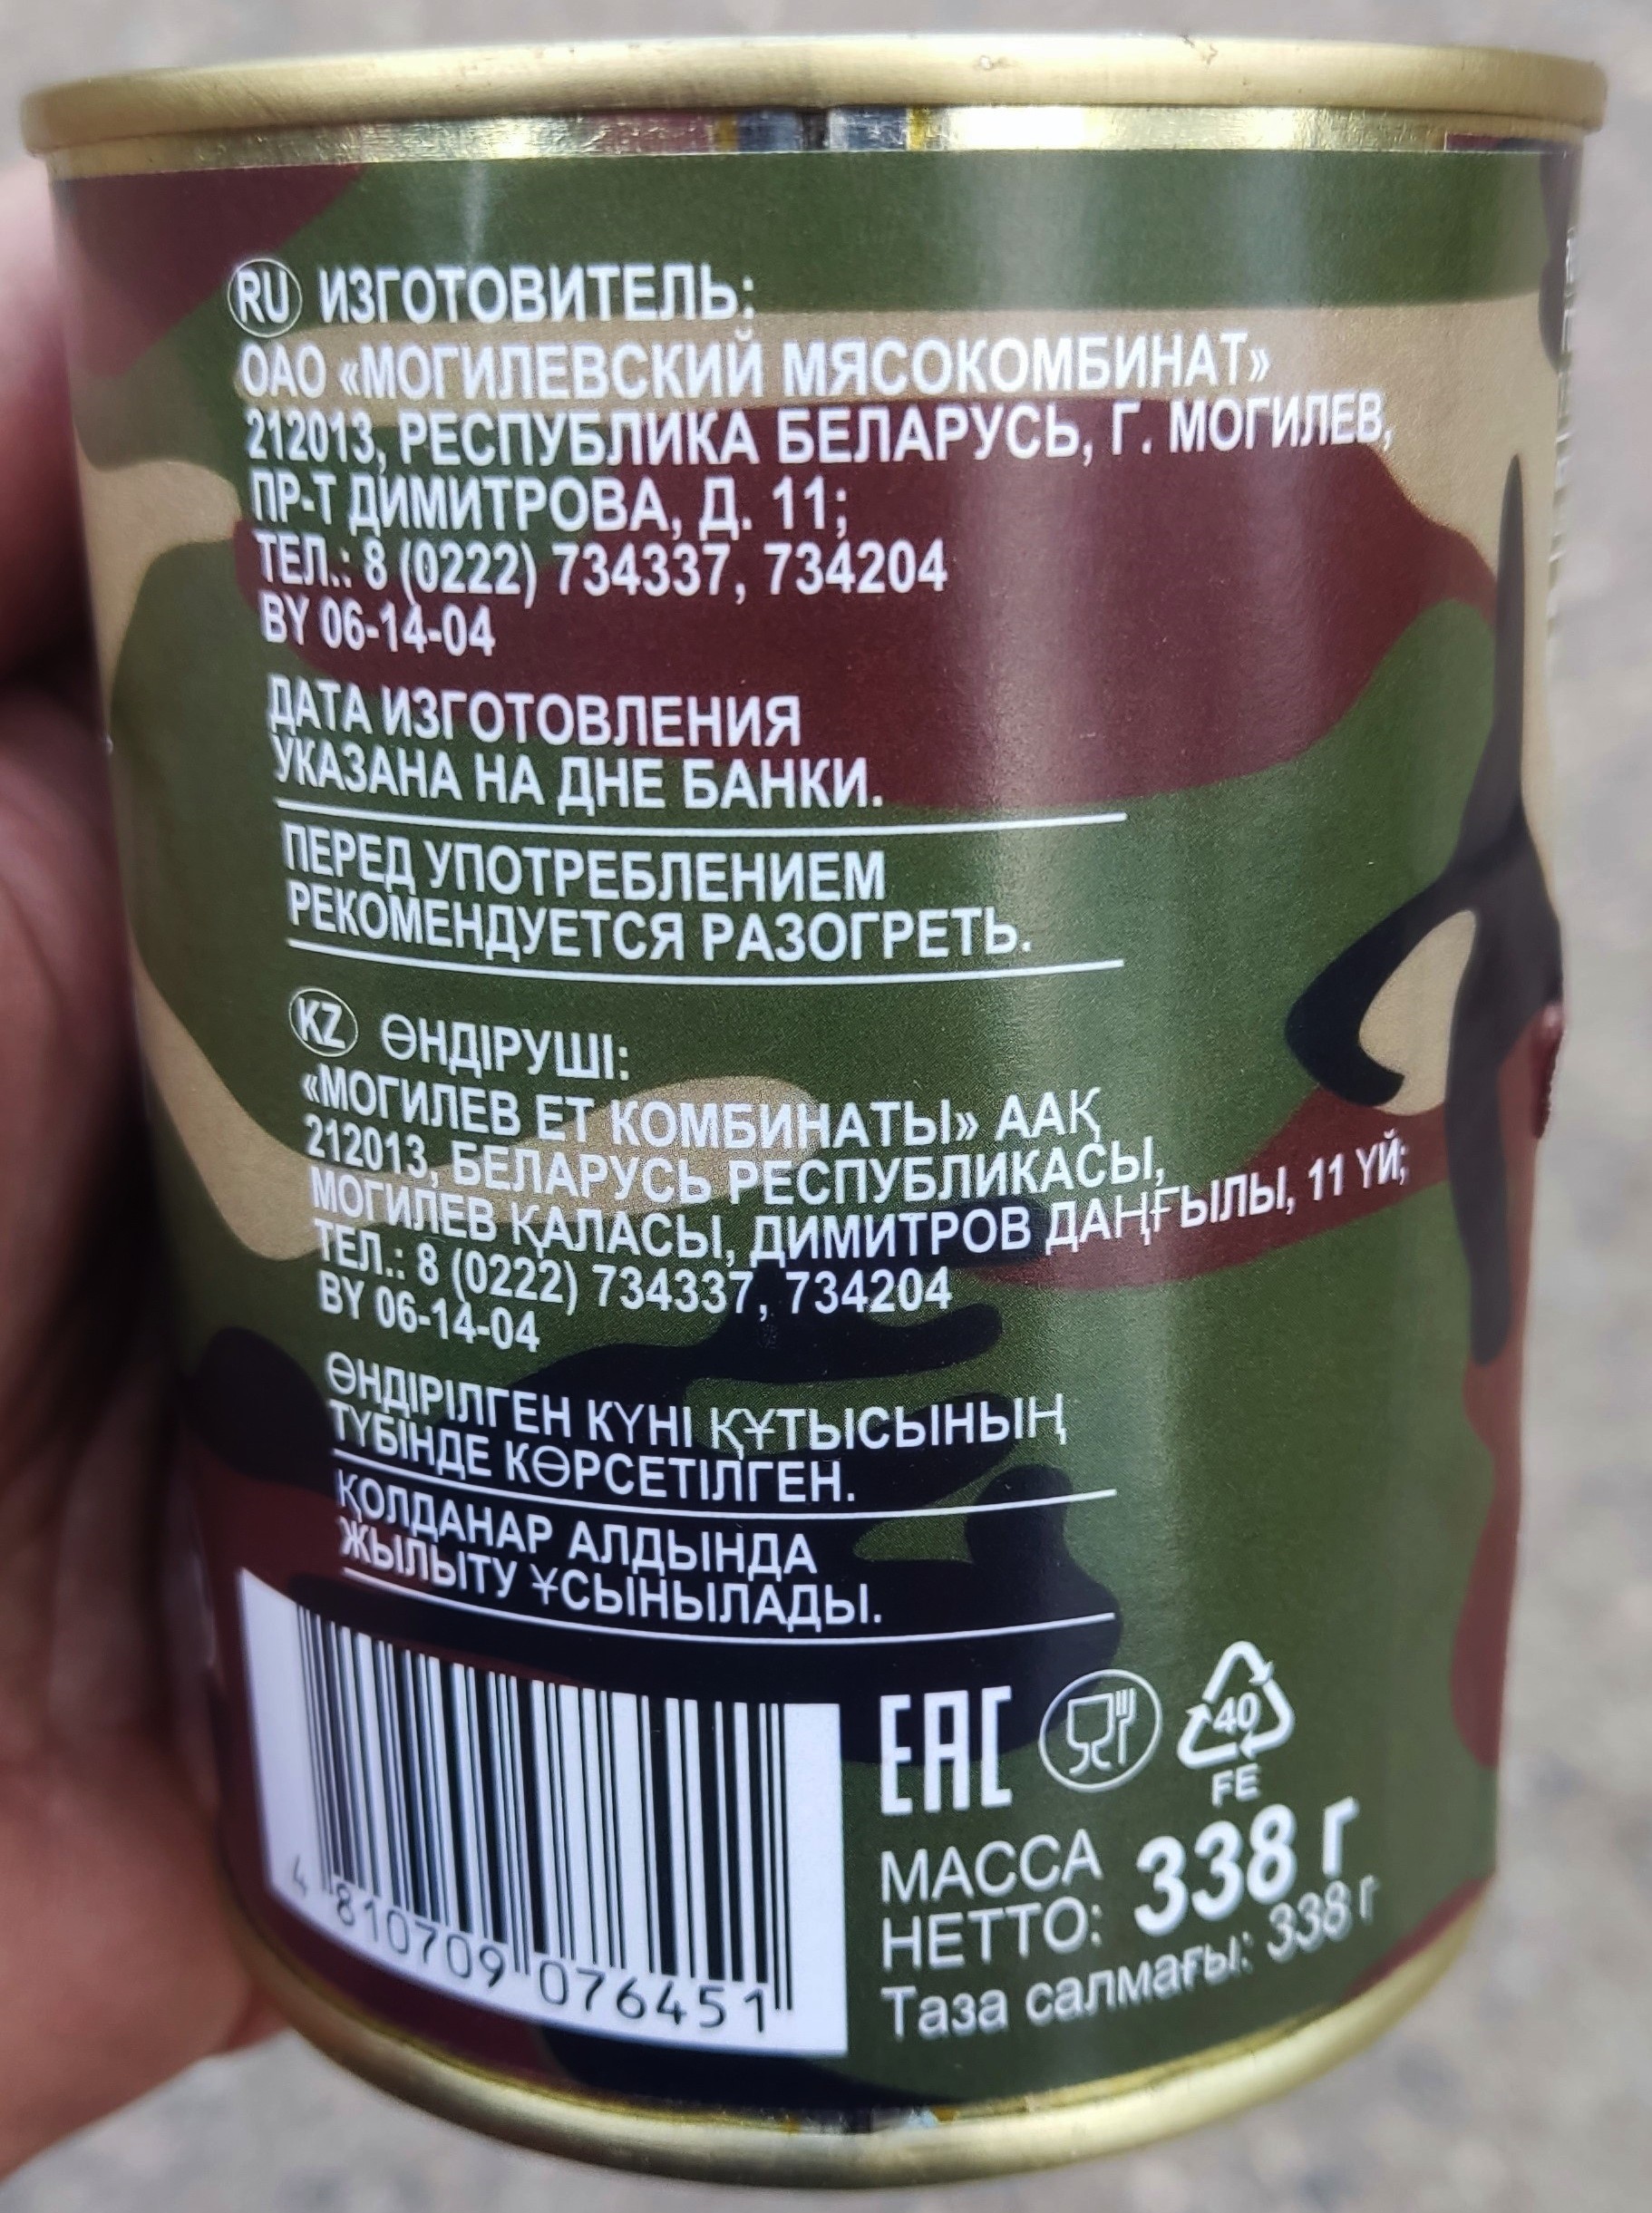 RU ИЗГОТОВИТЕЛЬ:
ОАО «МОГИЛЕВСКИЙ МЯСОКОМБИНАТ»
212013, РЕСПУБЛИКА БЕЛАРУСЬ, Г. МОГИЛЕВ,
ПР-Т ДИМИТРОВА, Д. 11;
ТЕЛ.: 8 (0222) 734337, 734204
BY 06-14-04
ДАТА ИЗГОТОВЛЕНИЯ
УКАЗАНА НА ДНЕ БАНКИ.
ПЕРЕД УПОТРЕБЛЕНИЕМ
РЕКОМЕНДУЕТСЯ РАЗОГРЕТЬ.
KZ ӨНДІРУШІ:
«МОГИЛЕВ ЕТ КОМБИНАТЫ» ААҚ
212013, БЕЛАРУСЬ РЕСПУБЛИКАСЫ,
МОГИЛЕВ ҚАЛАСЫ, ДИМИТРОВ ДАҢҒЫЛЫ, 11 ҮЙ;
ТЕЛ.: 8 (0222) 734337, 734204
BY 06-14-04
ӨНДІРІЛГЕН КҮНІ ҚҰТЫСЫНЫҢ
ТҮБІНДЕ КӨРСЕТІЛГЕН.
ҚОЛДАНАР АЛДЫНДА
ЖЫЛЫТУ ҰСЫНЫЛАДЫ.
EAC
40
FE
МАССА
НЕТТО: 338 г
Таза салмағы: 338 г
4 810709 076451